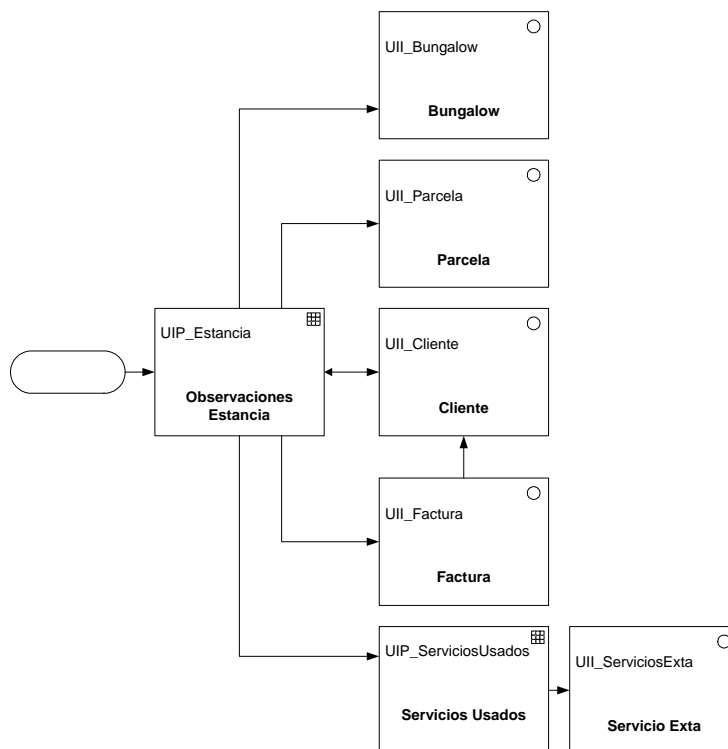 UII_Bungalow
Bungalow
UII_Parcela
Parcela
UIP_Estancia
Observaciones
Estancia
UII_Cliente
Cliente
UII_Factura
Factura
UIP_ServiciosUsados
Servicios Usados
UII_ServiciosExta
Servicio Exta